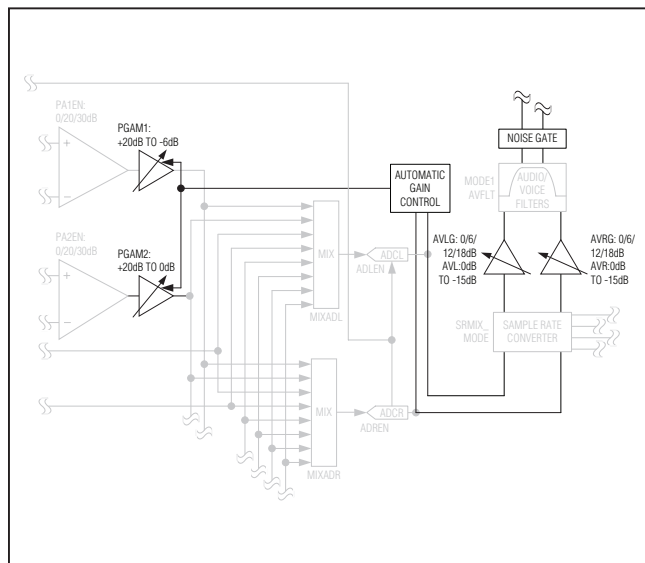 PA1EN:
0/20/30dB
PGAM1:
+20dB TO -6dB
+
−
PA2EN:
0/20/30dB
PGAM2:
+20dB TO 0dB
+
−
AUTOMATIC
GAIN
CONTROL
MIX
MIXADL
ADCL
ADLEN
MIX
MIXADR
ADCR
ADREN
NOISE GATE
MODE1
AVFLT
AUDIO/
VOICE
FILTERS
AVLG: 0/6/
12/18dB
AVL:0dB
TO -15dB
AVRG: 0/6/
12/18dB
AVR:0dB
TO -15dB
SRMIX_
MODE
SAMPLE RATE
CONVERTER